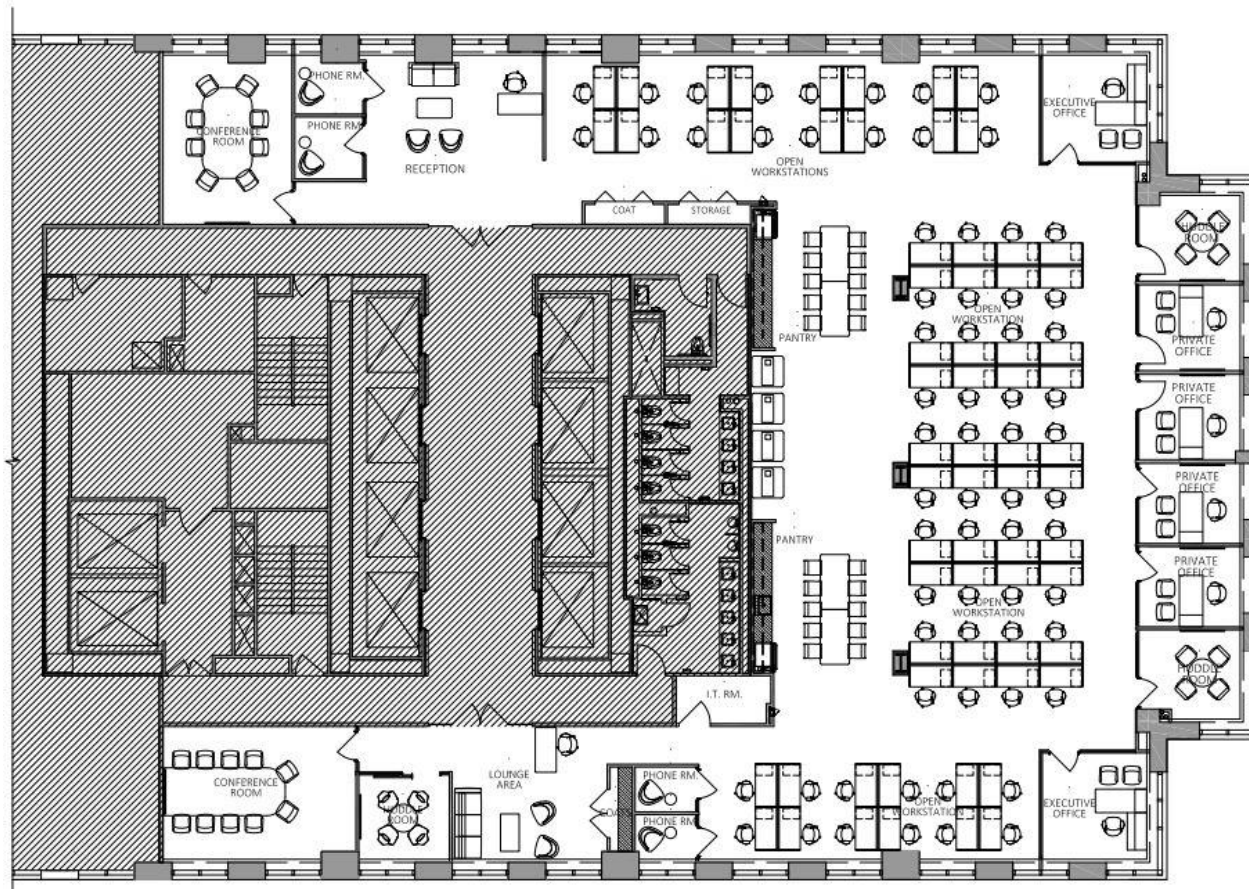 PHONE RM.
CONFERENCE
ROOM
PHONE RM.
RECEPTION
OPEN
WORKSTATIONS
EXECUTIVE
OFFICE
COAT
STORAGE
HUDDLE
ROOM
PANTRY
OPEN
WORKSTATION
PRIVATE
OFFICE
PRIVATE
OFFICE
PRIVATE
OFFICE
PANTRY
PRIVATE
OFFICE
OPEN
WORKSTATION
HUDDLE
ROOM
I.T. RM.
CONFERENCE
ROOM
HUDDLE
ROOM
LOUNGE
AREA
COATS
PHONE RM.
PHONE RM.
OPEN
WORKSTATION
EXECUTIVE
OFFICE